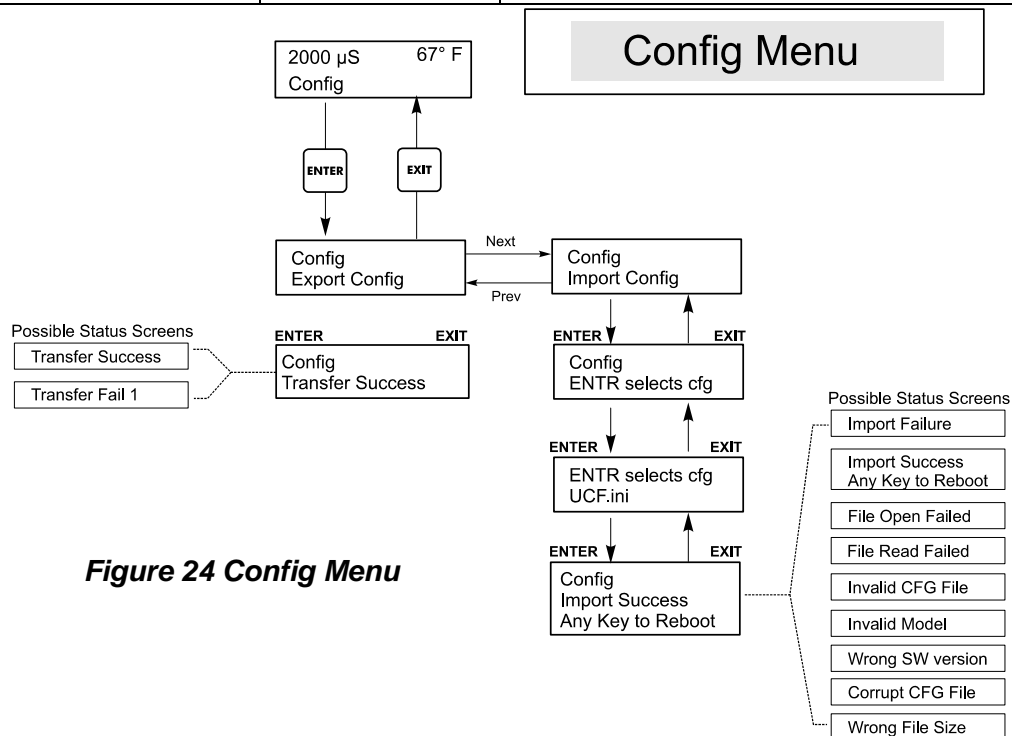 Config Menu
2000 µS 67° F
Config
ENTER
EXIT
Config
Export Config
Next
Prev
Config
Import Config
Possible Status Screens
Transfer Success
Transfer Fail 1
ENTER EXIT
Config
Transfer Success
ENTER EXIT
Config
ENTR selects cfg
ENTER EXIT
ENTR selects cfg
UCF.ini
ENTER EXIT
Config
Import Success
Any Key to Reboot
Possible Status Screens
Import Failure
Import Success
Any Key to Reboot
File Open Failed
File Read Failed
Invalid CFG File
Invalid Model
Wrong SW version
Corrupt CFG File
Wrong File Size
Figure 24 Config Menu